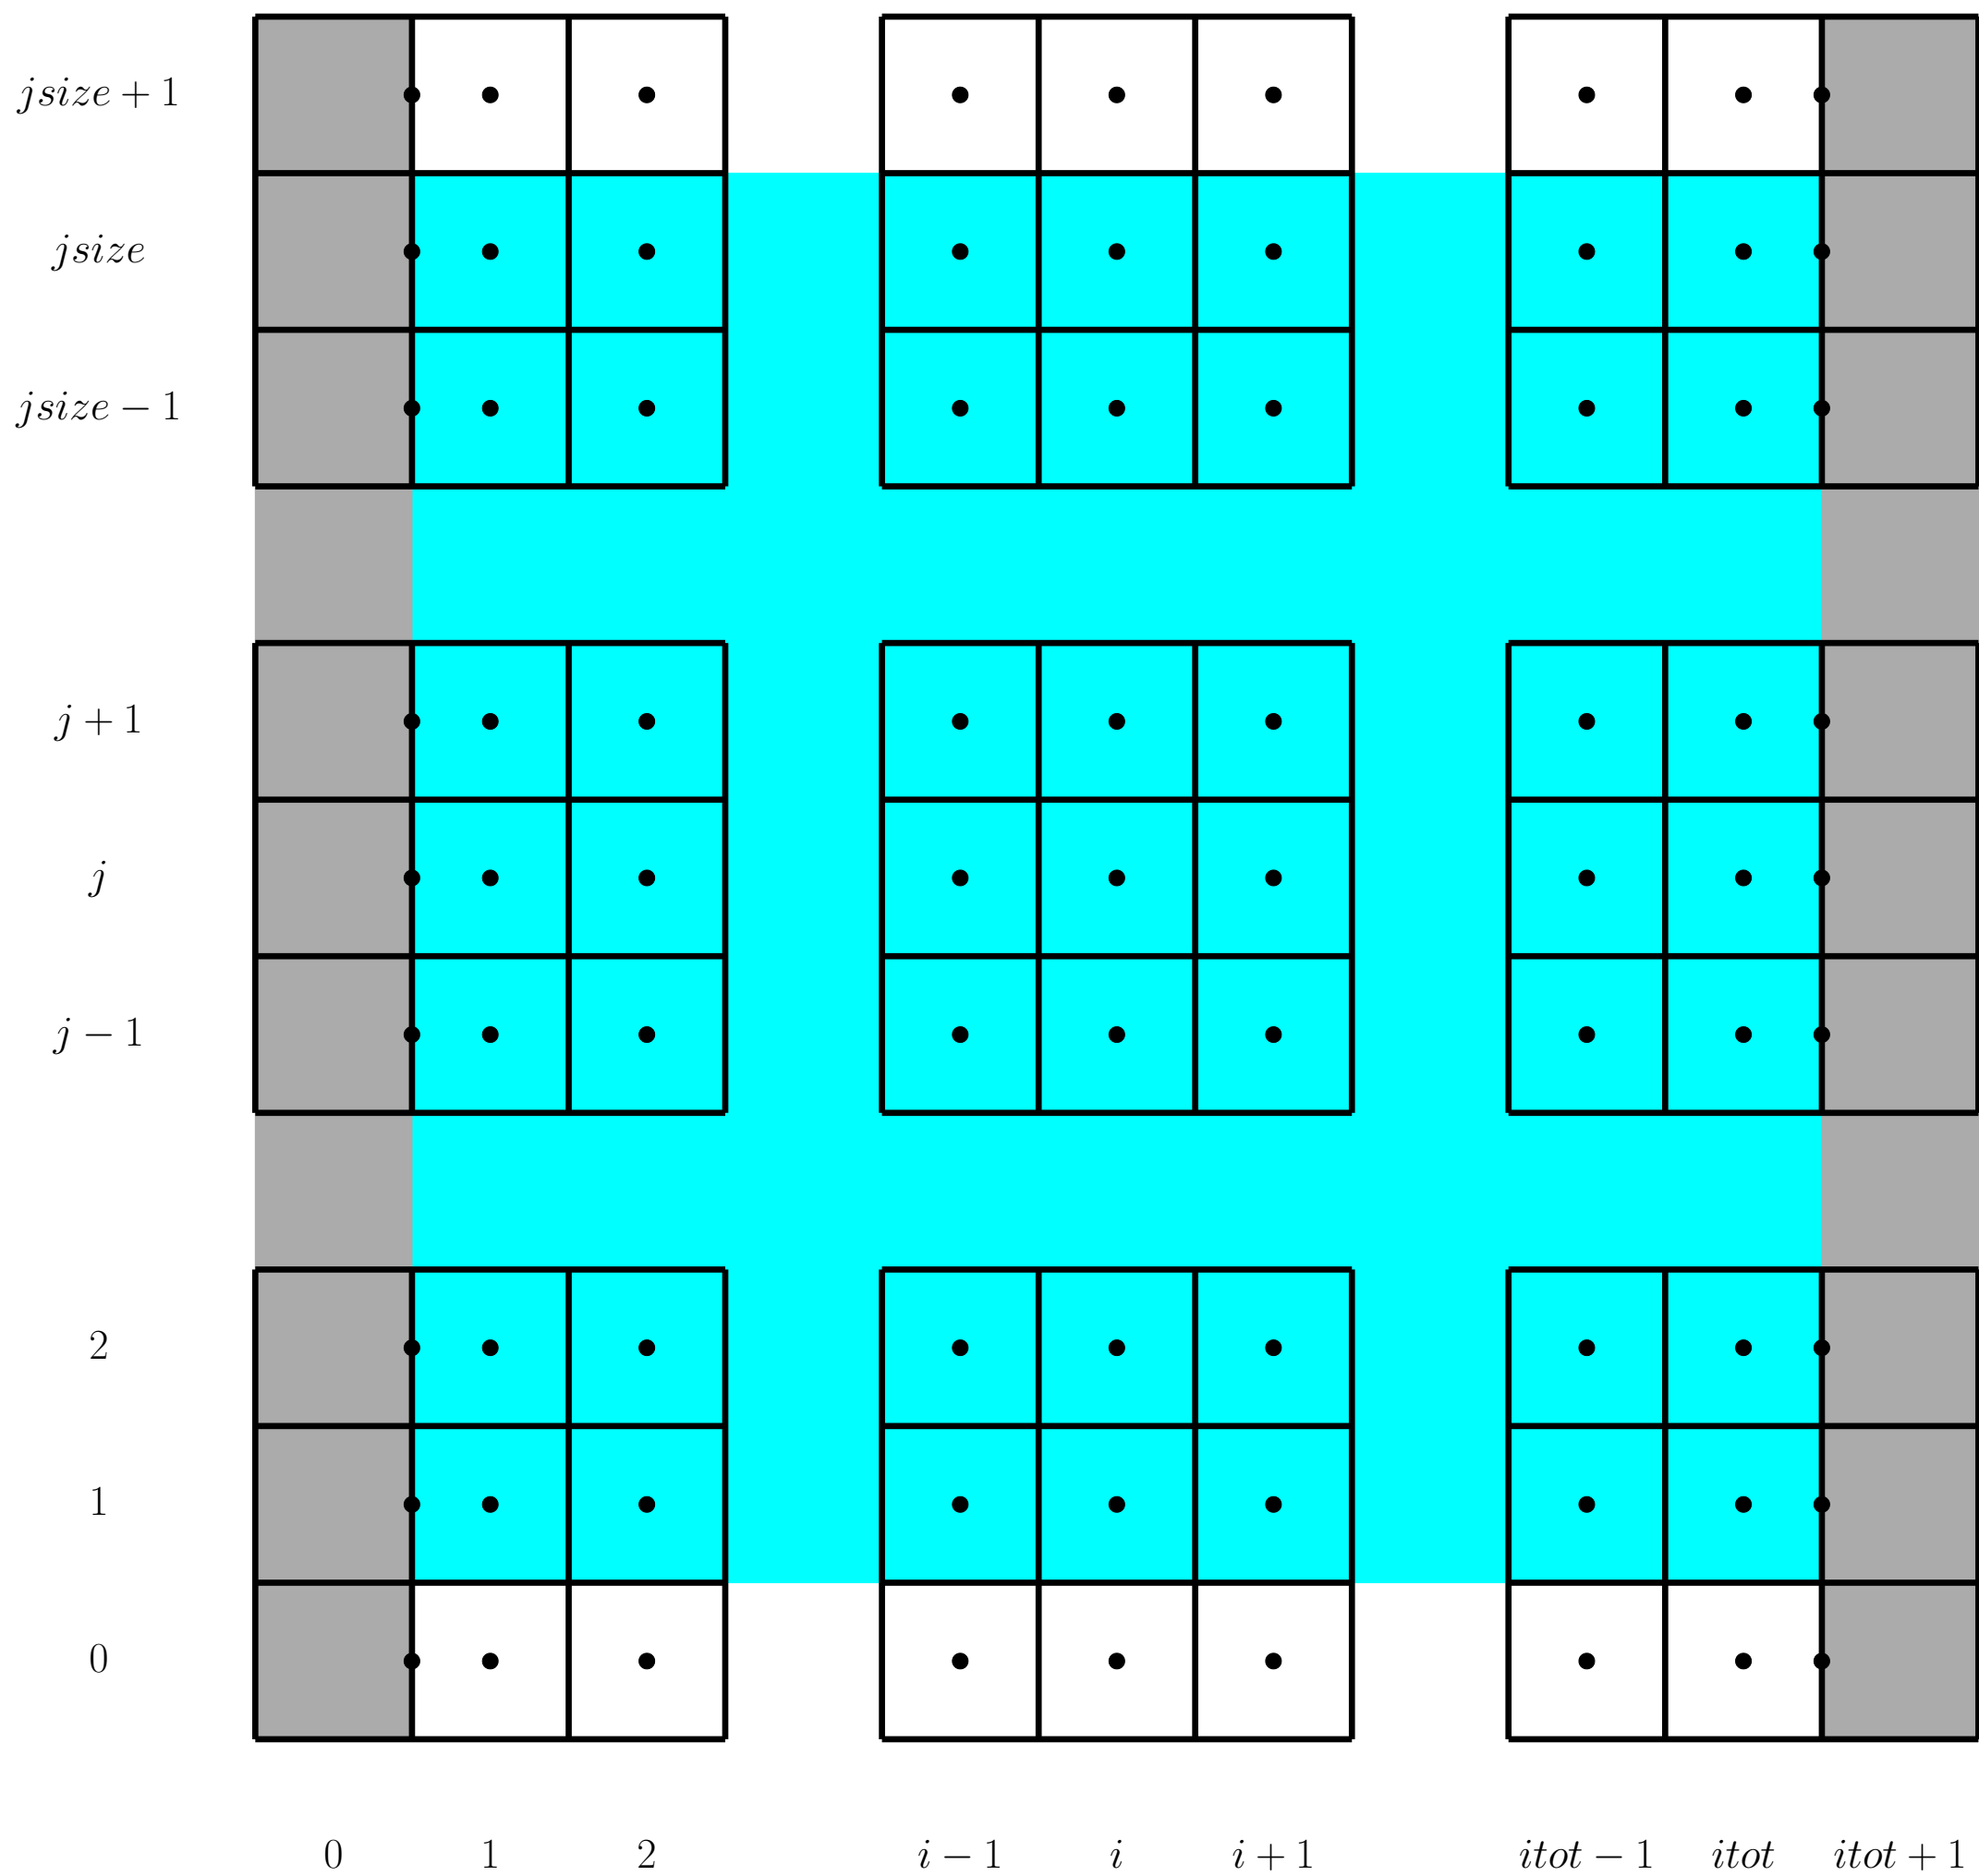 jsize + 1
jsize
jsize − 1
j + 1
j
j − 1
2
1
0
0 1 2 i − 1 i i + 1 itot − 1 itot itot + 1